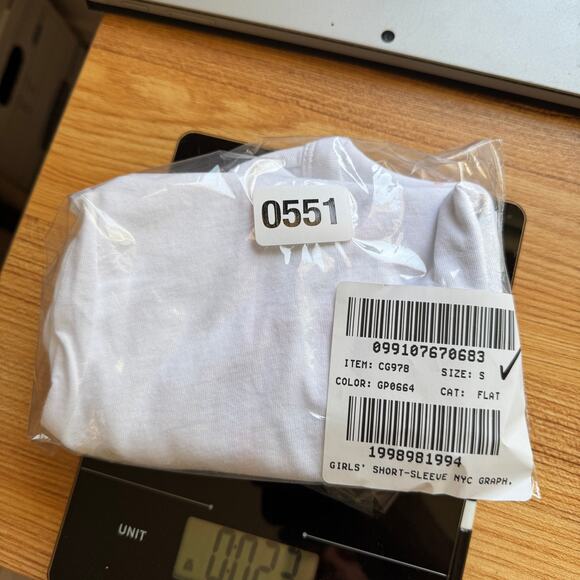 0551
099107670683
ITEM: CG978 SIZE: S
COLOR: GP0664 CAT: FLAT
1998981994
GIRLS' SHORT-SLEEVE NYC GRAPH.
UNIT